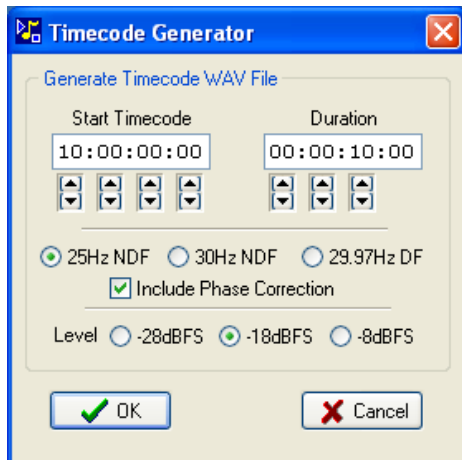 Timecode Generator
Generate Timecode WAV File
Start Timecode Duration
10:00:00:00 00:00:10:00
25Hz NDF 30Hz NDF 29.97Hz DF
Include Phase Correction
Level -28dBFS -18dBFS -8dBFS
OK Cancel